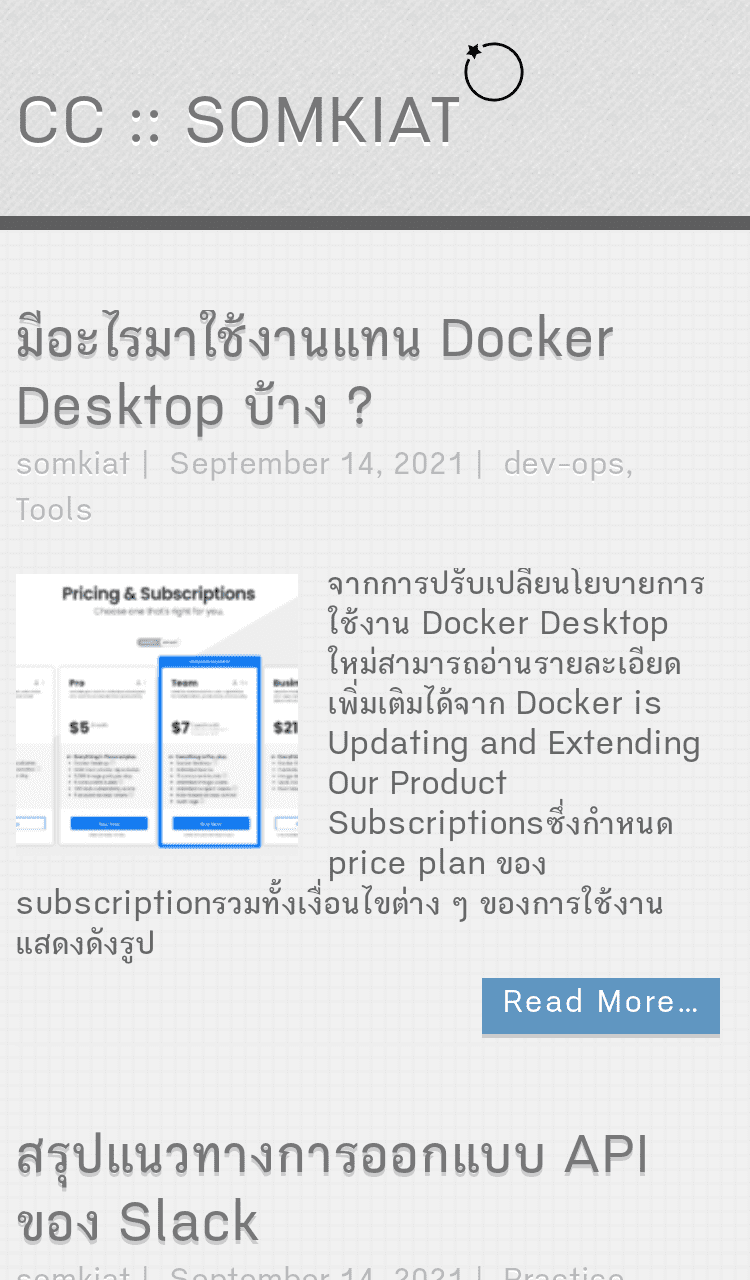 CC :: SOMKIAT
มีอะไรมาใช้งานแทน Docker
Desktop บ้าง ?
somkiat | September 14, 2021 | dev-ops,
Tools
Pricing & Subscriptions
Choose one that's right for you.
Pro
Team
Busin
$5
$7
$21
จากการปรับเปลี่ยนโยบายการ
ใช้งาน Docker Desktop
ใหม่สามารถอ่านรายละเอียด
เพิ่มเติมได้จาก Docker is
Updating and Extending
Our Product
Subscriptionsซึ่งกำหนด
price plan ของ
subscriptionรวมทั้งเงื่อนไขต่าง ๆ ของการใช้งาน
แสดงดังรูป
Read More…
สรุปแนวทางการออกแบบ API
ของ Slack
somkiat | September 14, 2021 | Practice